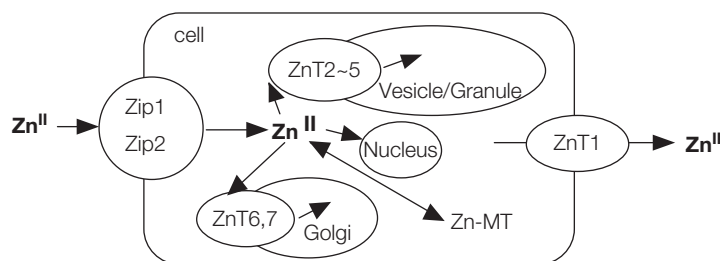 cell
ZnT2~5
Vesicle/Granule
Zip1
Zip2
Zn^II
Zn^II
Nucleus
ZnT1
Zn^II
ZnT6,7
Golgi
Zn-MT